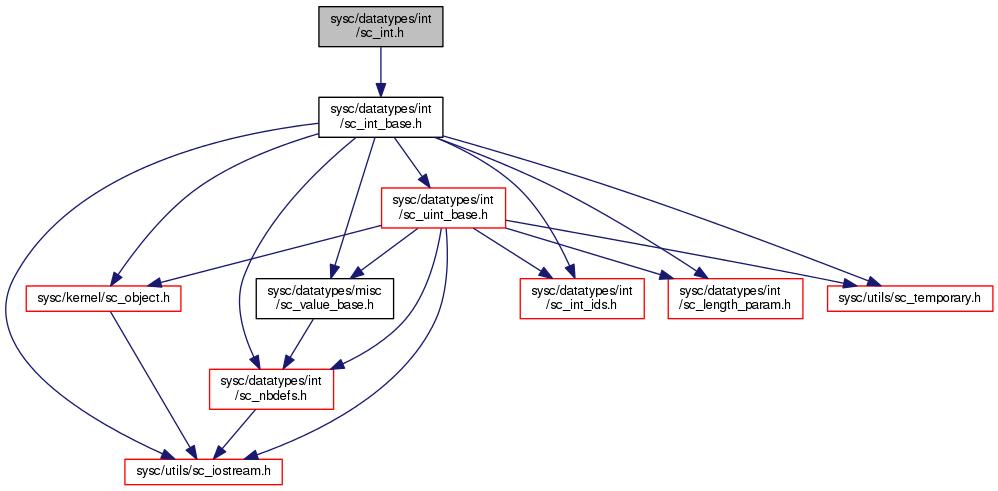 sysc/datatypes/int
/sc_int.h
sysc/datatypes/int
/sc_int_base.h
sysc/datatypes/int
/sc_uint_base.h
sysc/kernel/sc_object.h
sysc/datatypes/misc
/sc_value_base.h
sysc/datatypes/int
/sc_int_ids.h
sysc/datatypes/int
/sc_length_param.h
sysc/utils/sc_temporary.h
sysc/datatypes/int
/sc_nbdefs.h
sysc/utils/sc_iostream.h